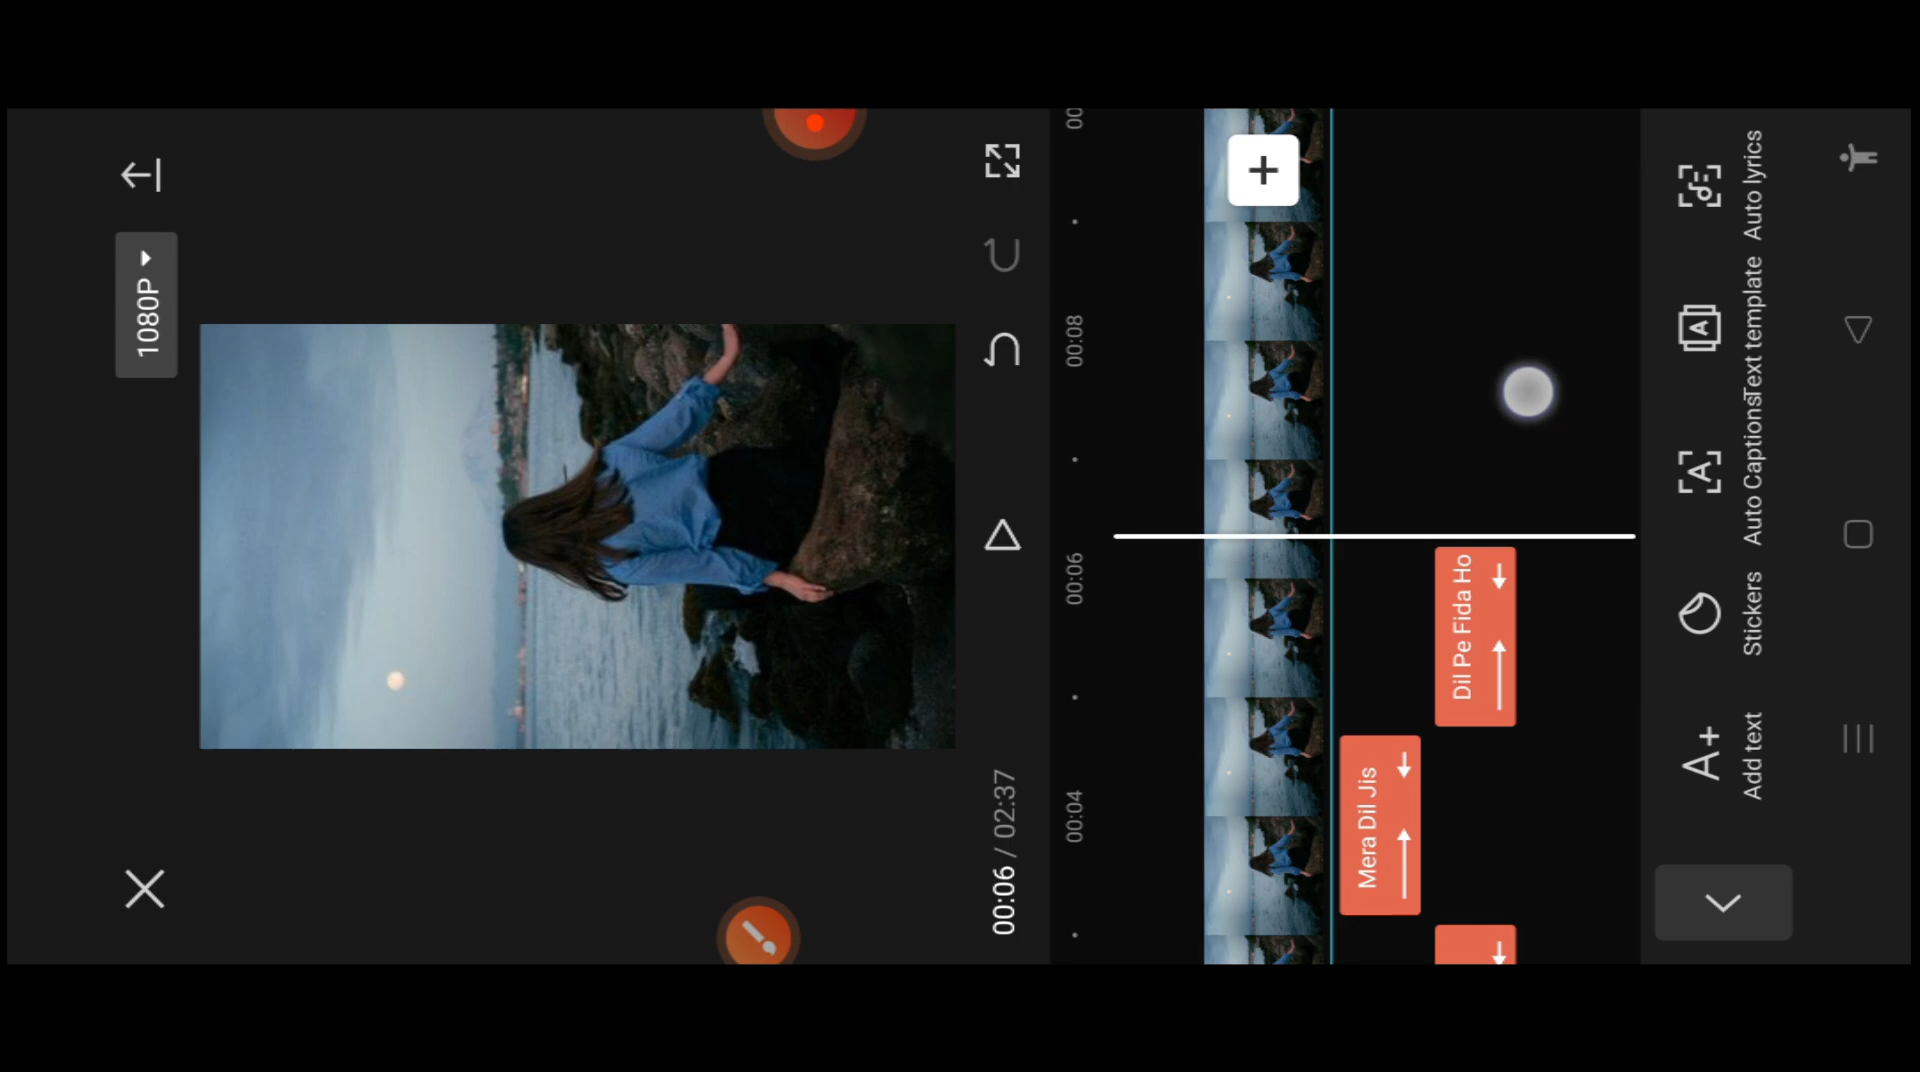 1080P
00:06 / 02:37
00:04
00:06
00:08
00
Mera Dil Jis
Dil Pe Fida Ho
Add text
Stickers
Auto Captions
Text template
Auto lyrics